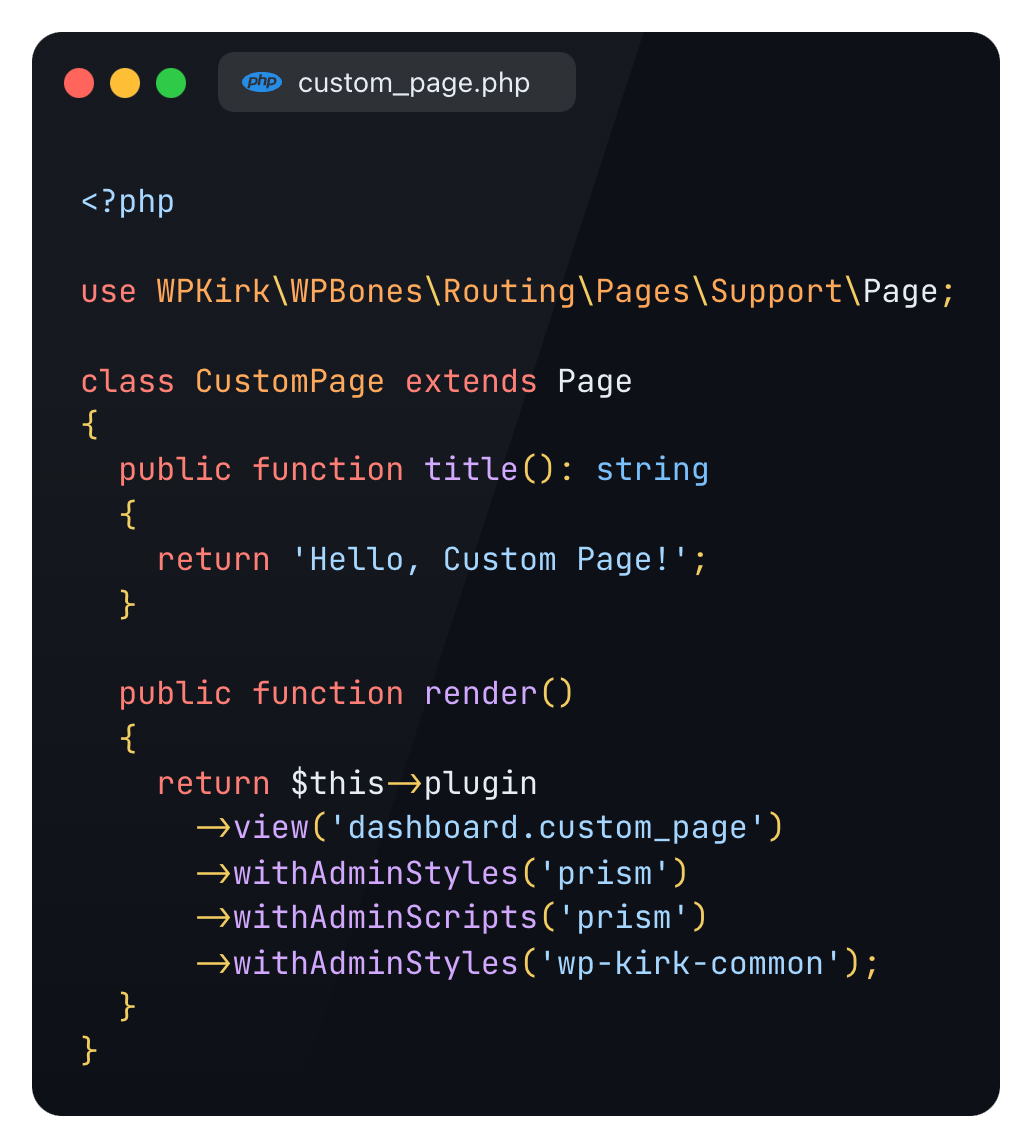 php custom_page.php
<?php
use WPKirk\WPBones\Routing\Pages\Support\Page;
class CustomPage extends Page
{
  public function title(): string
  {
    return 'Hello, Custom Page!';
  }
  public function render()
  {
    return $this->plugin
      ->view('dashboard.custom_page')
      ->withAdminStyles('prism')
      ->withAdminScripts('prism')
      ->withAdminStyles('wp-kirk-common');
  }
}